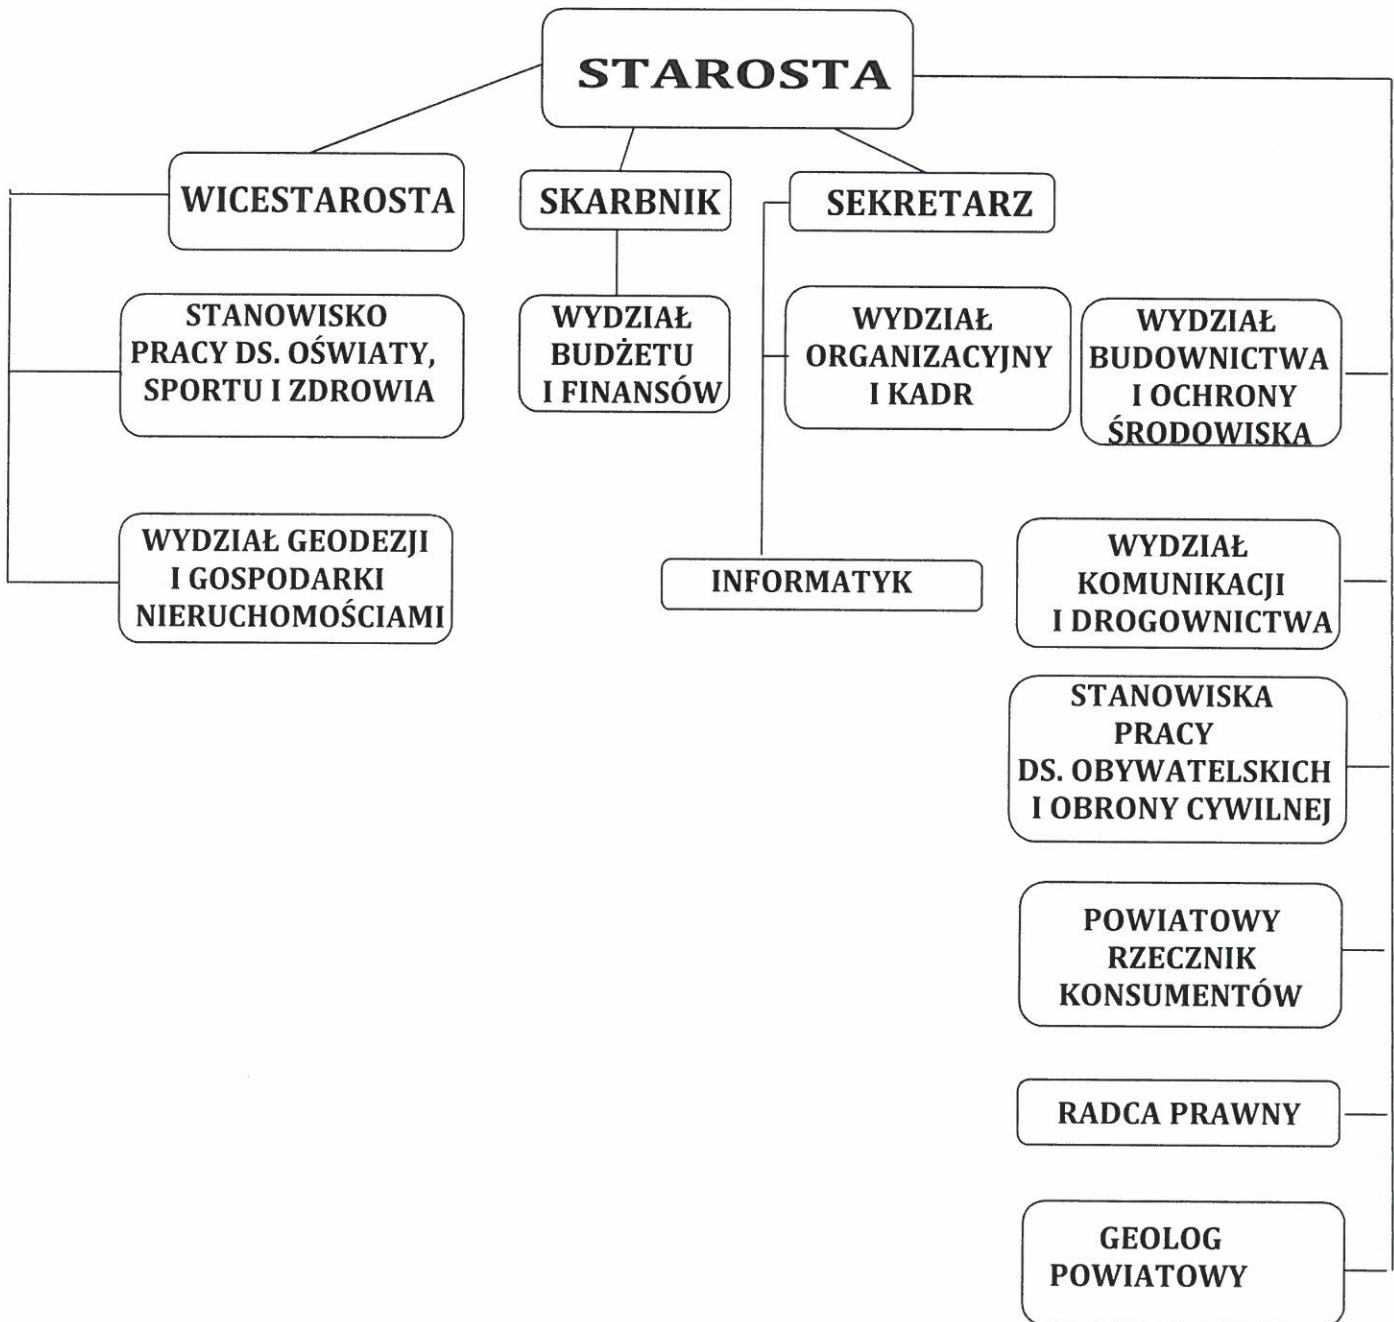 STAROSTA
WICESTAROSTA
SKARBNIK
SEKRETARZ
STANOWISKO
PRACY DS. OŚWIATY,
SPORTU I ZDROWIA
WYDZIAŁ
BUDŻETU
I FINANSÓW
WYDZIAŁ
ORGANIZACYJNY
I KADR
WYDZIAŁ
BUDOWNICTWA
I OCHRONY
ŚRODOWISKA
WYDZIAŁ GEODEZJI
I GOSPODARKI
NIERUCHOMOŚCIAMI
INFORMATYK
WYDZIAŁ
KOMUNIKACJI
I DROGOWNICTWA
STANOWISKA
PRACY
DS. OBYWATELSKICH
I OBRONY CYWILNEJ
POWIATOWY
RZECZNIK
KONSUMENTÓW
RADCA PRAWNY
GEOLOG
POWIATOWY